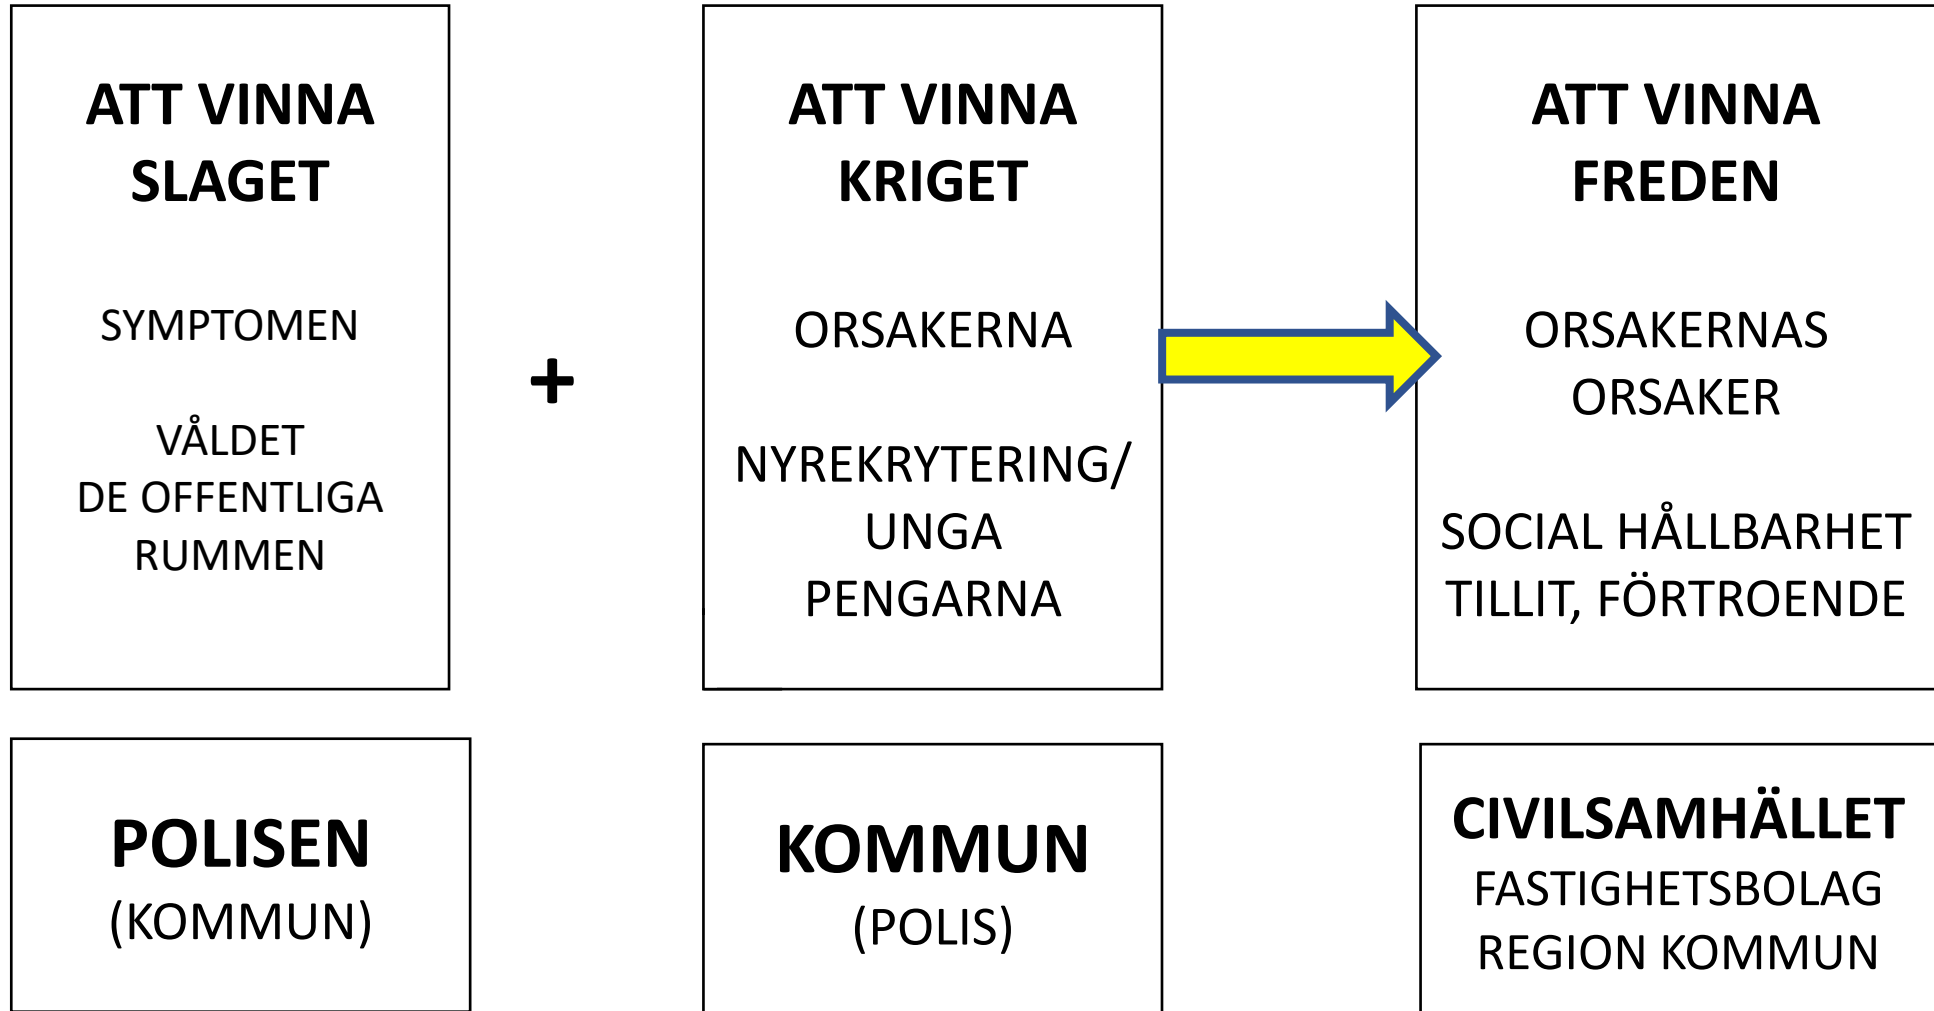 ATT VINNA
SLAGET
SYMPTOMEN
VÅLDET
DE OFFENTLIGA
RUMMEN
+
ATT VINNA
KRIGET
ORSAKERNA
NYREKRYTERING/
UNGA
PENGARNA
ATT VINNA
FREDEN
ORSAKERNAS
ORSAKER
SOCIAL HÅLLBARHET
TILLIT, FÖRTROENDE
POLISEN
(KOMMUN)
KOMMUN
(POLIS)
CIVILSAMHÄLLET
FASTIGHETSBOLAG
REGION KOMMUN